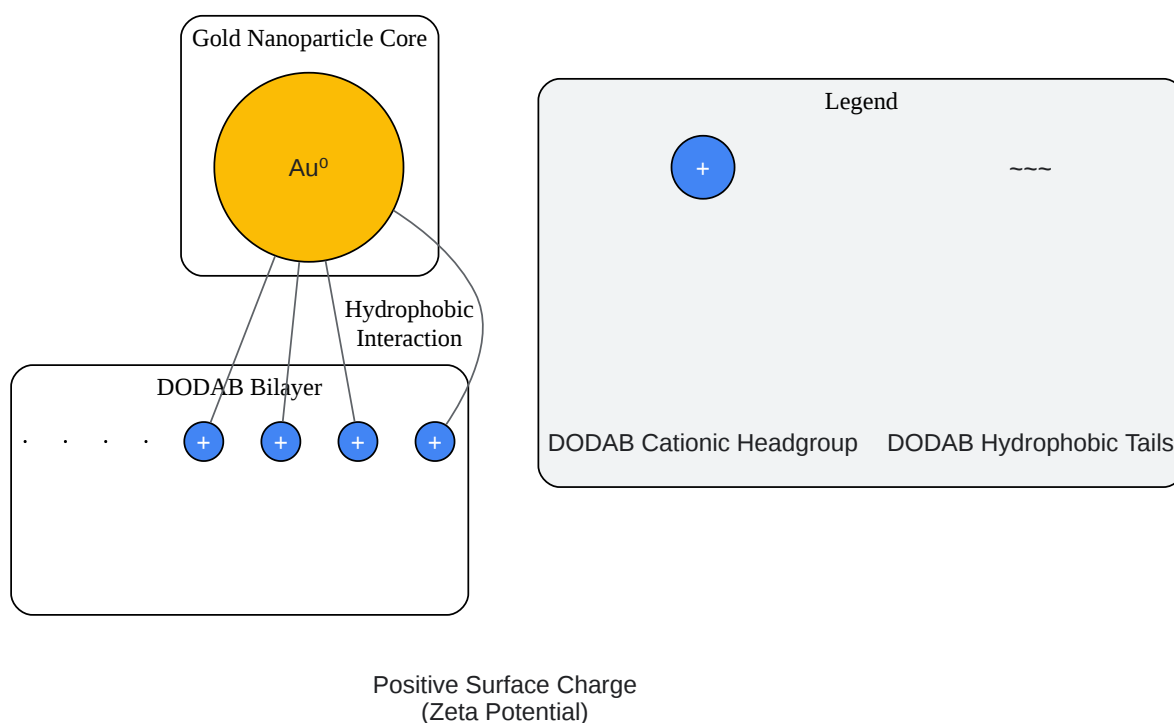 Gold Nanoparticle Core
Au⁰
Legend
+
~~~
Hydrophobic
Interaction
DODAB Bilayer
+ + + +
DODAB Cationic Headgroup
DODAB Hydrophobic Tails
Positive Surface Charge
(Zeta Potential)